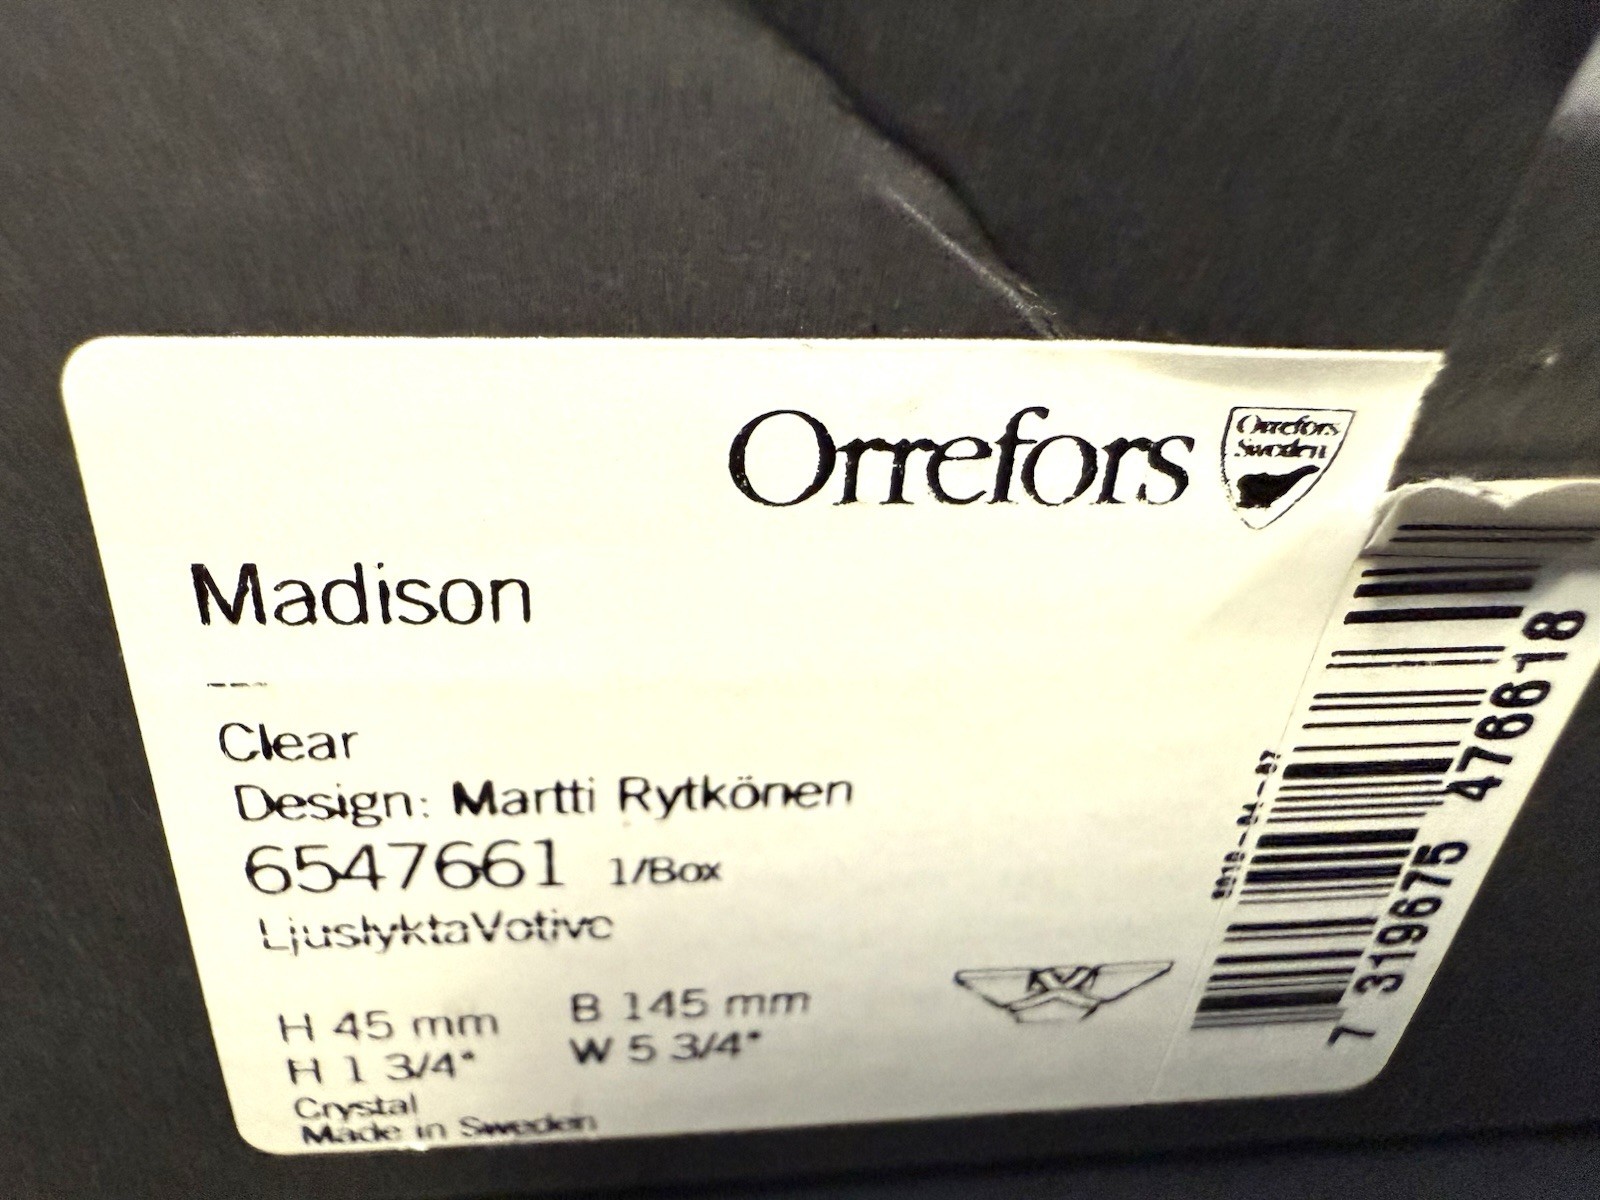 Orrefors
Orrefors
Sweden
Madison
---
Clear
Design: Martti Rytkönen
6547661 1/Box
LjuslyktaVotive
H 45 mm B 145 mm
H 1 3/4" W 5 3/4"
Crystal
Made in Sweden
7 319675 476618